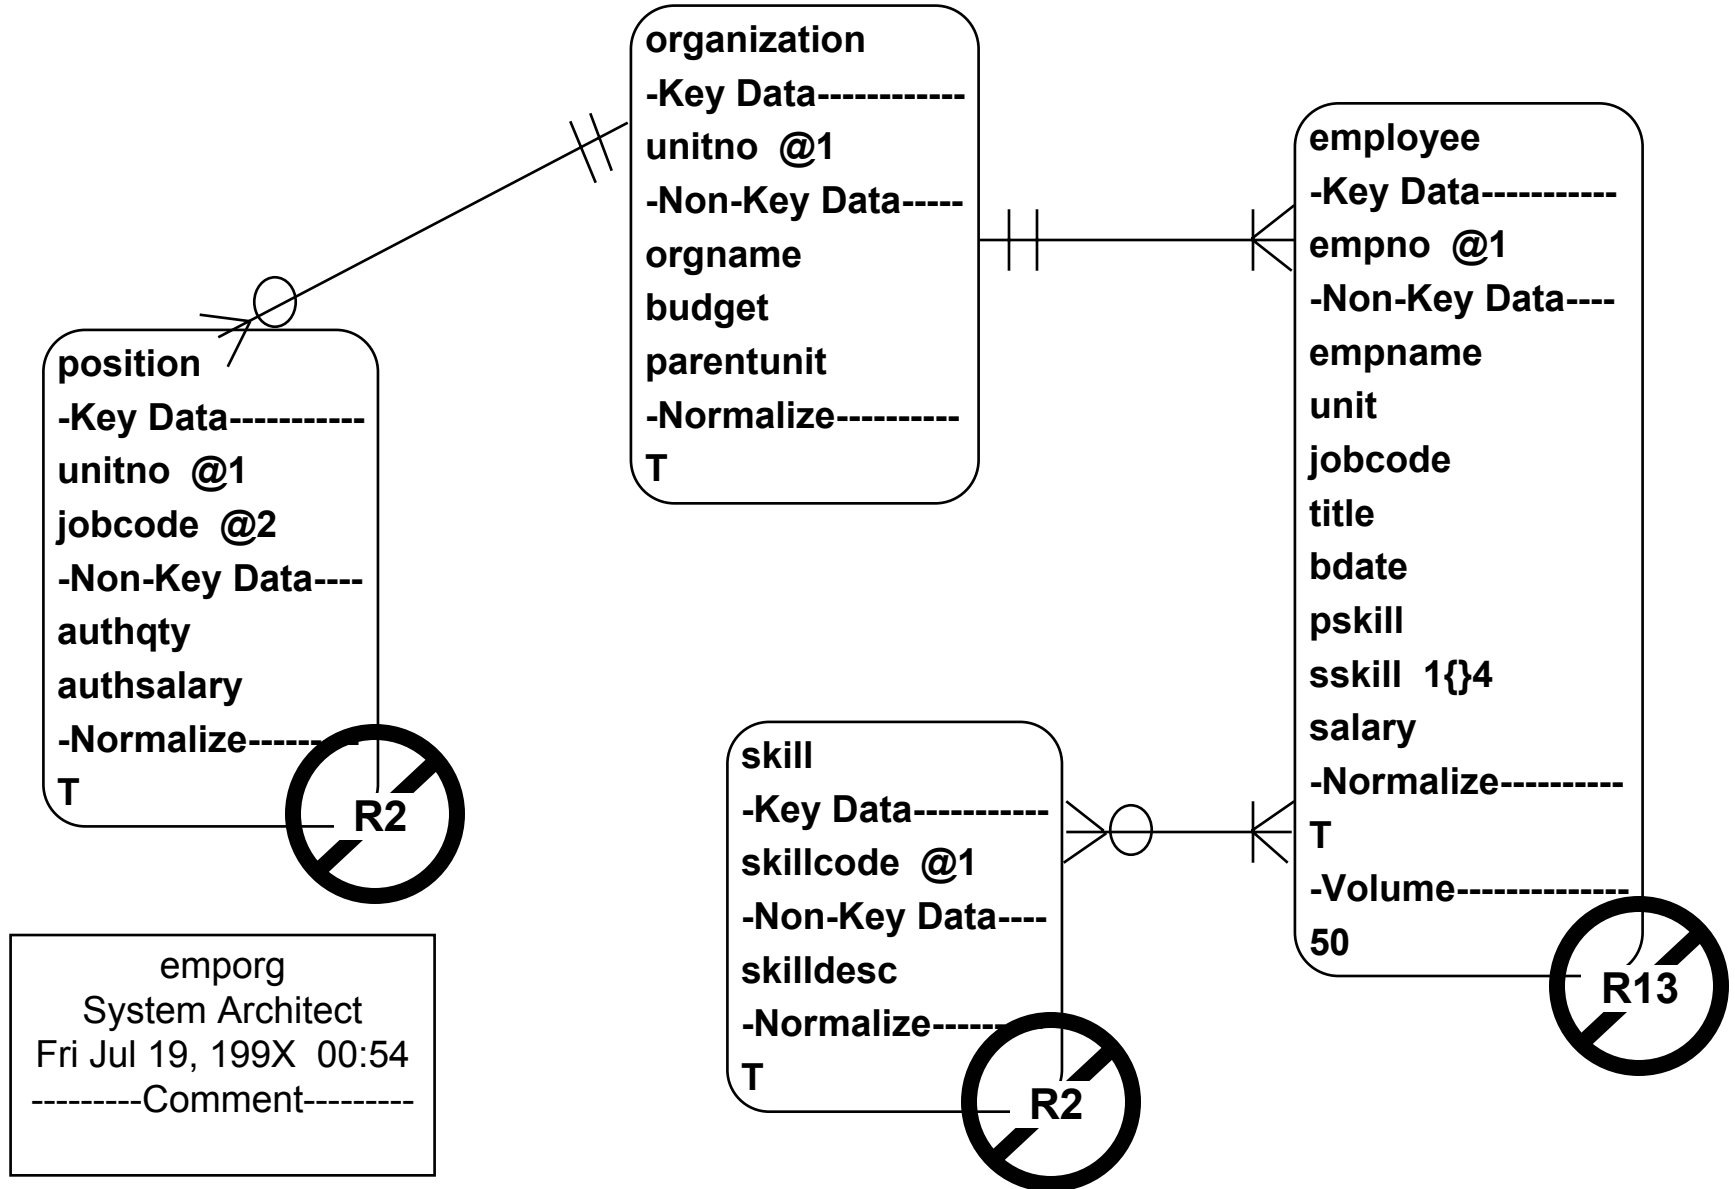 organization
-Key Data------------
unitno  @1
-Non-Key Data-----
orgname
budget
parentunit
-Normalize----------
T
employee
-Key Data-----------
empno  @1
-Non-Key Data----
empname
unit
jobcode
title
bdate
pskill
sskill  1{}4
salary
-Normalize----------
T
-Volume--------------
50
R13
position
-Key Data-----------
unitno  @1
jobcode  @2
-Non-Key Data----
authqty
authsalary
-Normalize---------
T
R2
skill
-Key Data-----------
skillcode  @1
-Non-Key Data----
skilldesc
-Normalize------
T
R2
emporg
System Architect
Fri Jul 19, 199X  00:54
---------Comment---------